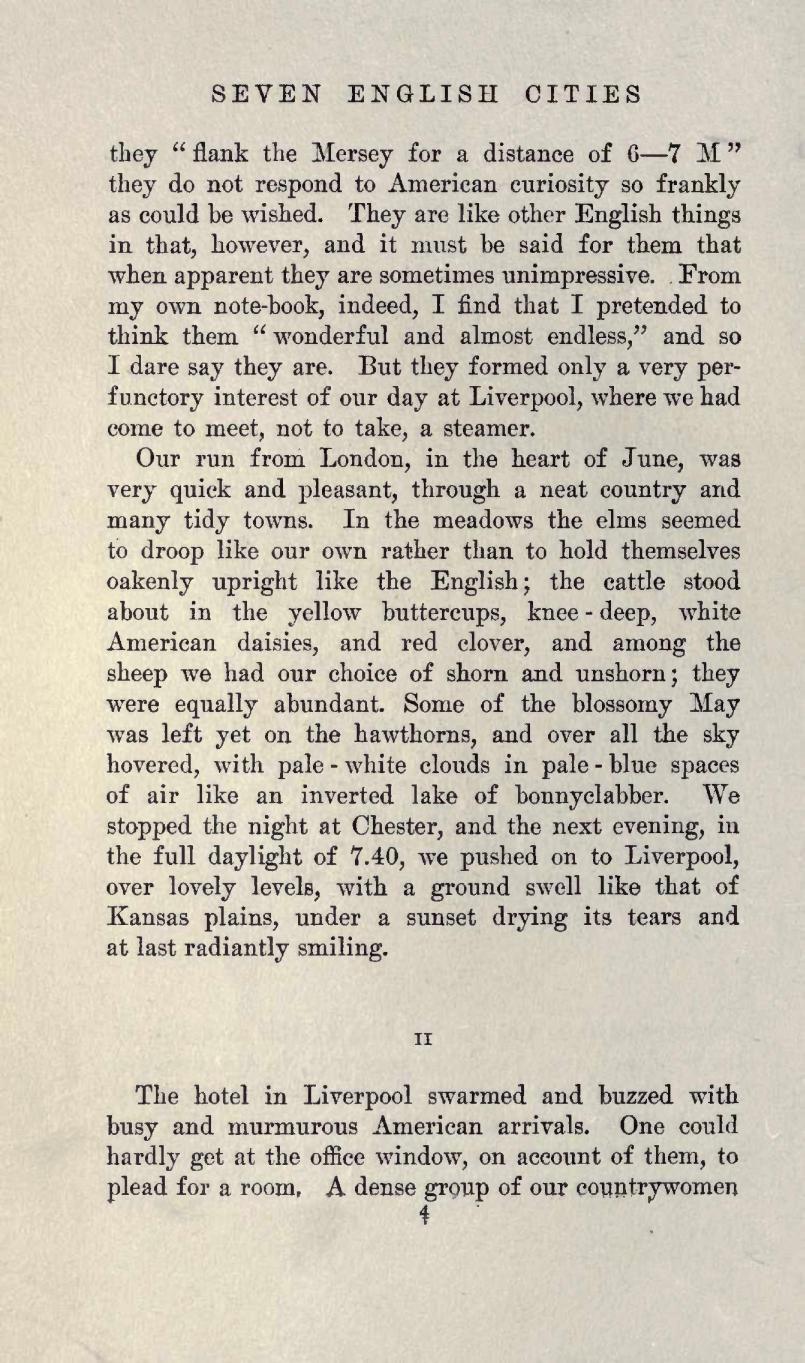 SEVEN ENGLISH CITIES
they “ flank the Mersey for a distance of 6—7 M ”
they do not respond to American curiosity so frankly
as could be wished. They are like other English things
in that, however, and it must be said for them that
when apparent they are sometimes unimpressive. From
my own note-book, indeed, I find that I pretended to
think them “ wonderful and almost endless,” and so
I dare say they are. But they formed only a very per-
functory interest of our day at Liverpool, where we had
come to meet, not to take, a steamer.
Our run from London, in the heart of June, was
very quick and pleasant, through a neat country and
many tidy towns. In the meadows the elms seemed
to droop like our own rather than to hold themselves
oakenly upright like the English; the cattle stood
about in the yellow buttercups, knee - deep, white
American daisies, and red clover, and among the
sheep we had our choice of shorn and unshorn; they
were equally abundant. Some of the blossomy May
was left yet on the hawthorns, and over all the sky
hovered, with pale - white clouds in pale - blue spaces
of air like an inverted lake of bonnyclabber. We
stopped the night at Chester, and the next evening, in
the full daylight of 7.40, we pushed on to Liverpool,
over lovely levels, with a ground swell like that of
Kansas plains, under a sunset drying its tears and
at last radiantly smiling.
II
The hotel in Liverpool swarmed and buzzed with
busy and murmurous American arrivals. One could
hardly get at the office window, on account of them, to
plead for a room. A dense group of our countrywomen
4